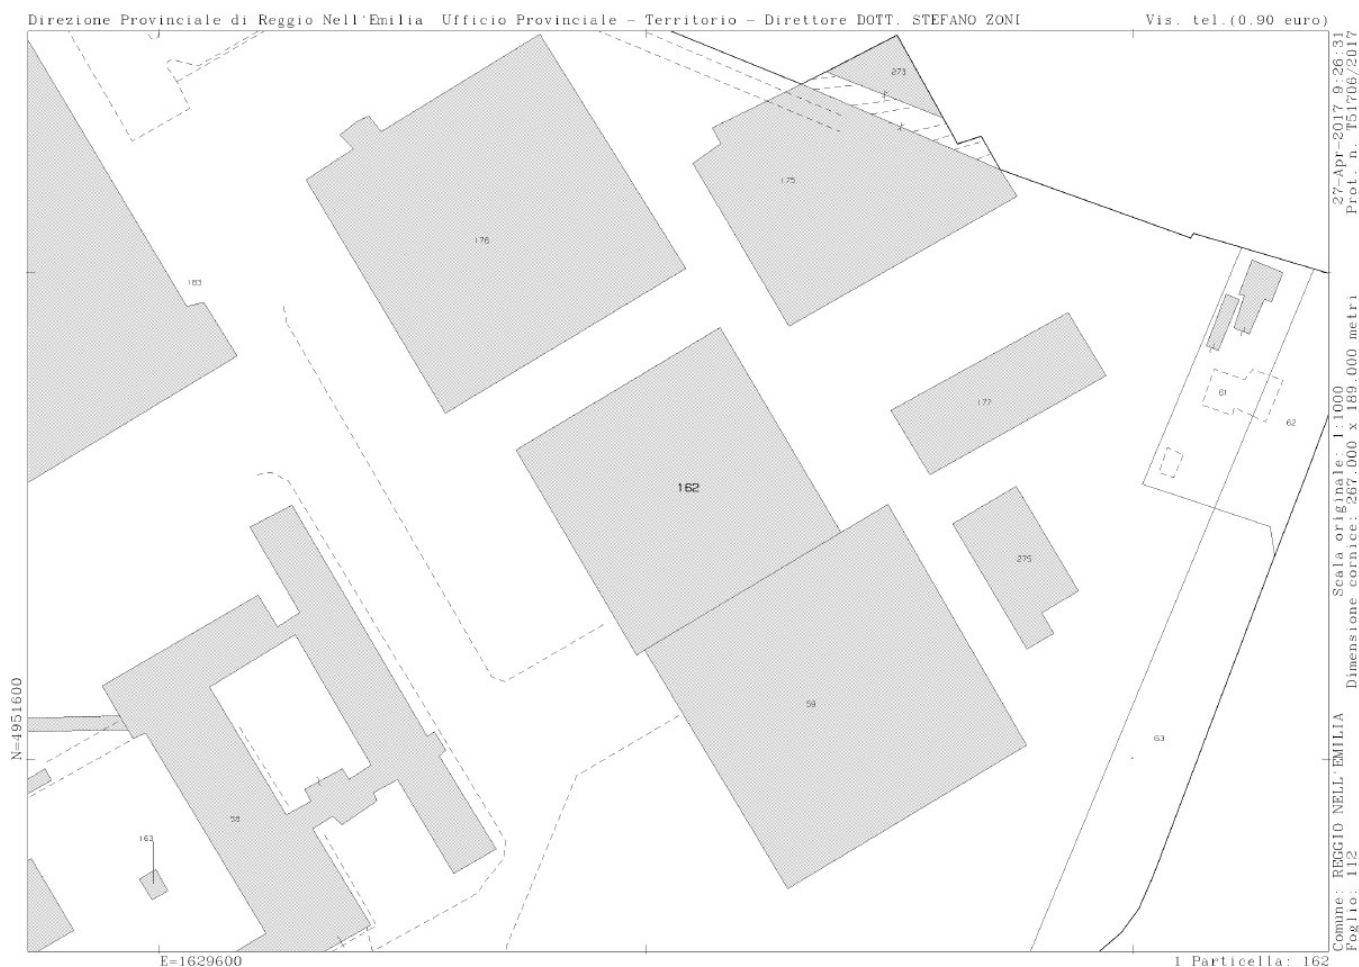 Direzione Provinciale di Reggio Nell'Emilia Ufficio Provinciale - Territorio - Direttore DOTT. STEFANO ZONI
Vis. tel.(0.90 euro)
27-Apr-2017 9:26:31
Prot. n. T51706/2017
Scala originale: 1:1000
Dimensione cornice: 267.000 x 189.000 metri
Comune: REGGIO NELL'EMILIA
Foglio: 112
273
175
176
183
177
61
62
162
275
59
63
58
163
N=4951600
E=1629600
1 Particella: 162